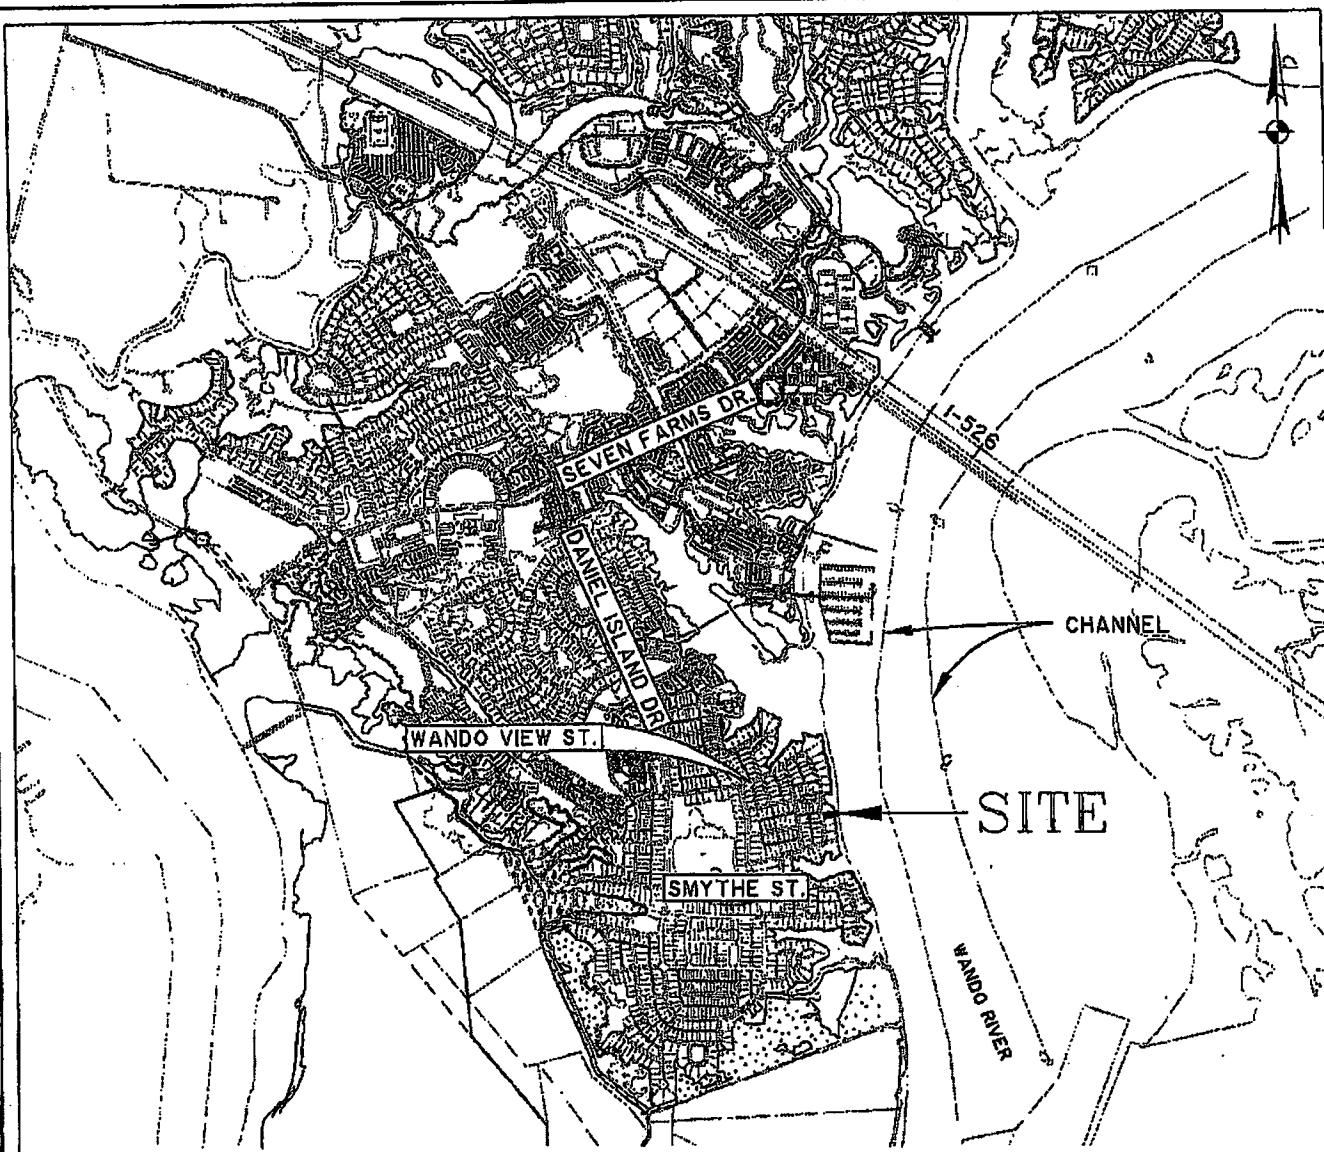 I-526
SEVEN FARMS DR.
DANIEL ISLAND DR.
CHANNEL
WANDO VIEW ST.
SITE
SMYTHE ST.
WANDO RIVER